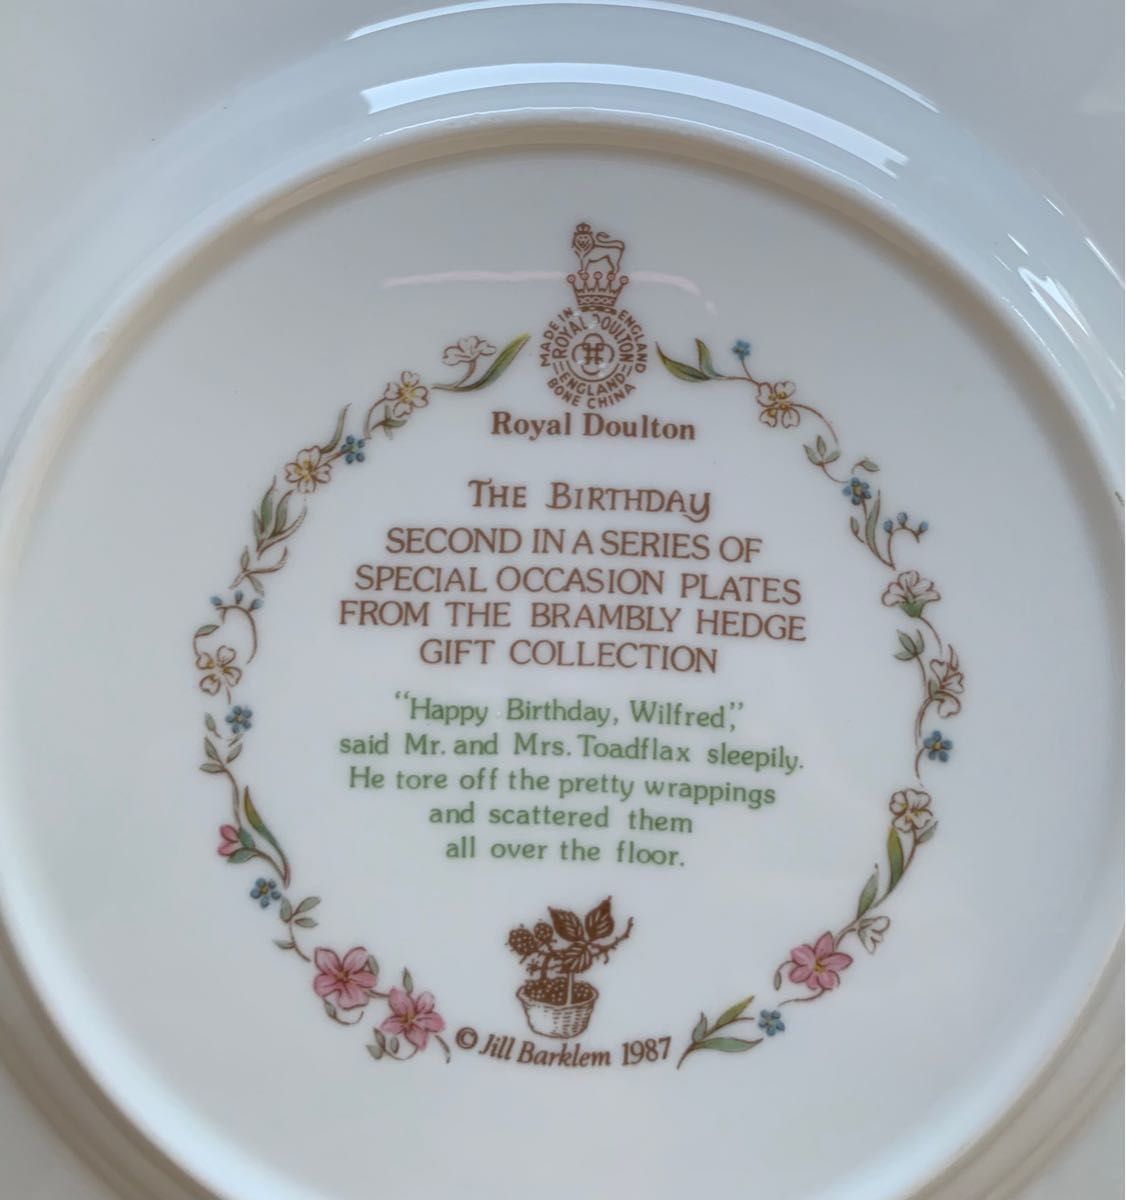 MADE IN ENGLAND
ROYAL DOULTON
ENGLAND
BONE CHINA
Royal Doulton
THE BIRTHDAY
SECOND IN A SERIES OF
SPECIAL OCCASION PLATES
FROM THE BRAMBLY HEDGE
GIFT COLLECTION
“Happy Birthday, Wilfred,”
said Mr. and Mrs. Toadflax sleepily.
He tore off the pretty wrappings
and scattered them
all over the floor.
© Jill Barklem 1987